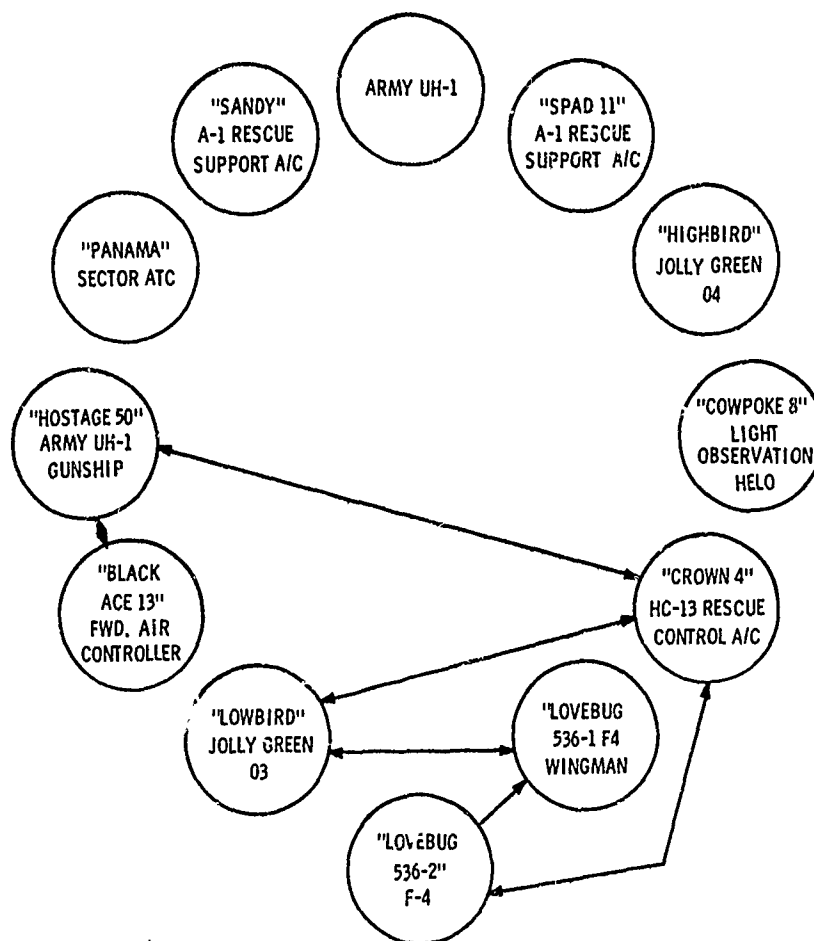 ARMY UH-1
"SANDY"
A-1 RESCUE
SUPPORT A/C
"SPAD 11"
A-1 RESCUE
SUPPORT A/C
"PANAMA"
SECTOR ATC
"HIGHBIRD"
JOLLY GREEN
04
"HOSTAGE 50"
ARMY UH-1
GUNSHIP
"COWPOKE 8"
LIGHT
OBSERVATION
HELO
"BLACK
ACE 13"
FWD. AIR
CONTROLLER
"CROWN 4"
HC-13 RESCUE
CONTROL A/C
"LOWBIRD"
JOLLY GREEN
03
"LOVEBUG
536-1 F4
WINGMAN
"LOVEBUG
536-2"
F-4